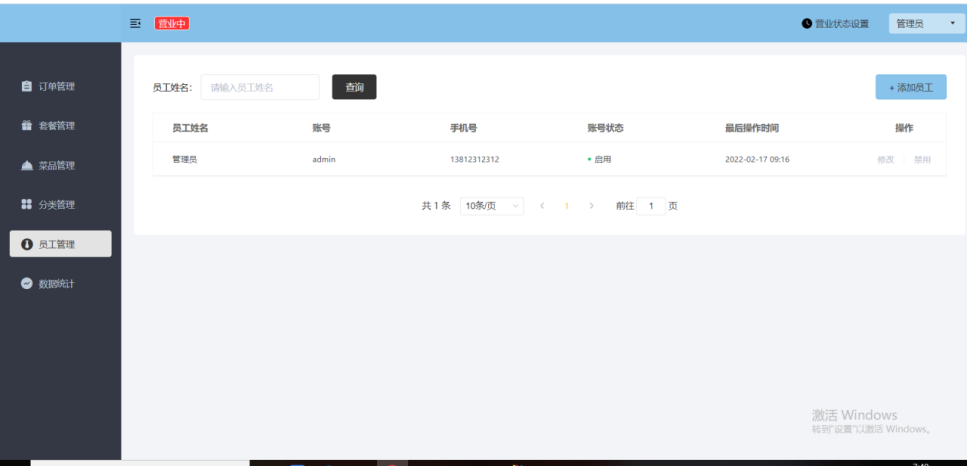 营业中 营业状态设置 管理员
订单管理
套餐管理
菜品管理
分类管理
员工管理
数据统计
员工姓名： 请输入员工姓名 查询 + 添加员工
员工姓名 账号 手机号 账号状态 最后操作时间 操作
管理员 admin 13812312312 启用 2022-02-17 09:16 修改 禁用
共 1 条 10条/页 1 前往 1 页
激活 Windows
转到"设置"以激活 Windows。